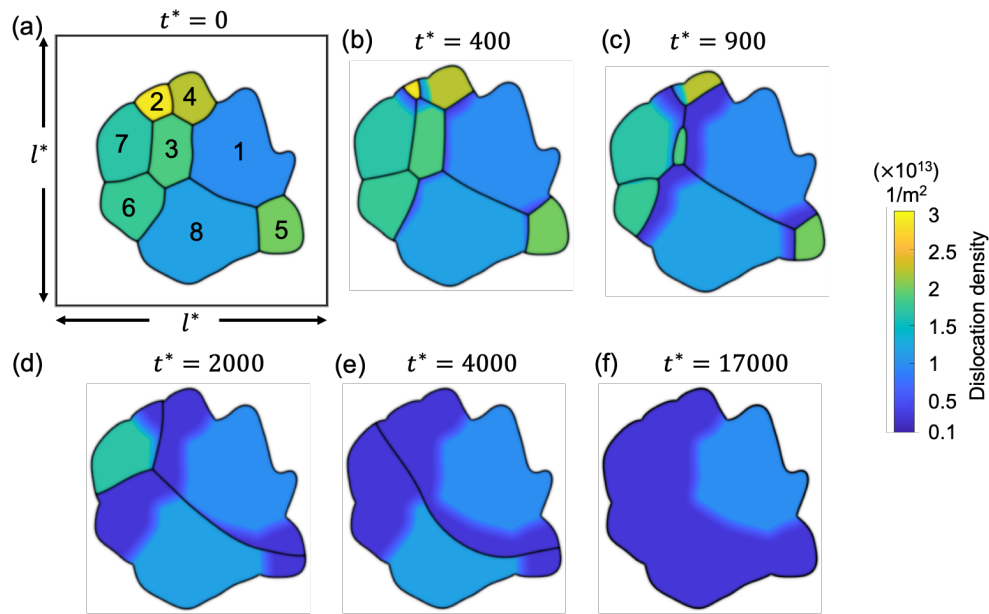 (a)
t* = 0
l*
l*
1
2
3
4
5
6
7
8
(b)
t* = 400
(c)
t* = 900
(×10¹³)
1/m²
3
2.5
2
1.5
1
0.5
0.1
Dislocation density
(d)
t* = 2000
(e)
t* = 4000
(f)
t* = 17000